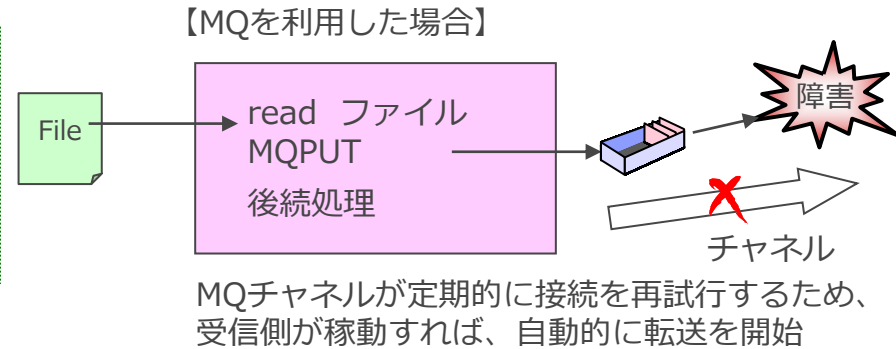 【MQを利用した場合】
File
read ファイル
MQPUT
後続処理
障害
チャネル
MQチャネルが定期的に接続を再試行するため、
受信側が稼動すれば、自動的に転送を開始